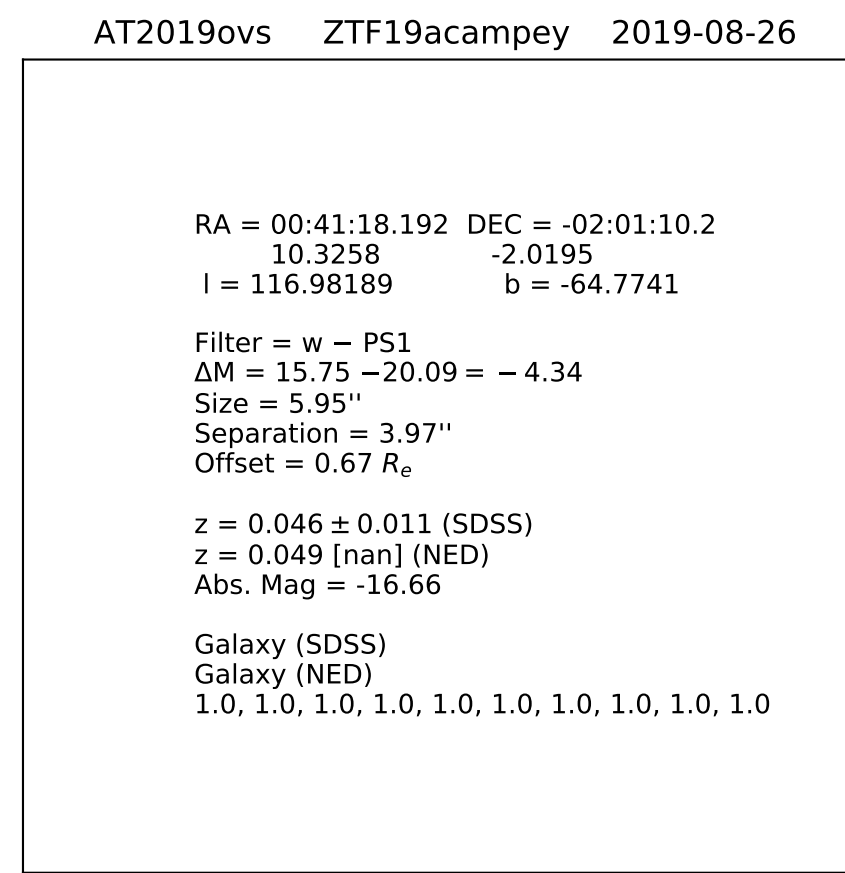 AT2019ovs ZTF19acampey 2019-08-26
RA = 00:41:18.192 DEC = -02:01:10.2
10.3258 -2.0195
l = 116.98189 b = -64.7741
Filter = w − PS1
ΔM = 15.75 −20.09 = − 4.34
Size = 5.95''
Separation = 3.97''
Offset = 0.67 Rₑ
z = 0.046 ± 0.011 (SDSS)
z = 0.049 [nan] (NED)
Abs. Mag = -16.66
Galaxy (SDSS)
Galaxy (NED)
1.0, 1.0, 1.0, 1.0, 1.0, 1.0, 1.0, 1.0, 1.0, 1.0